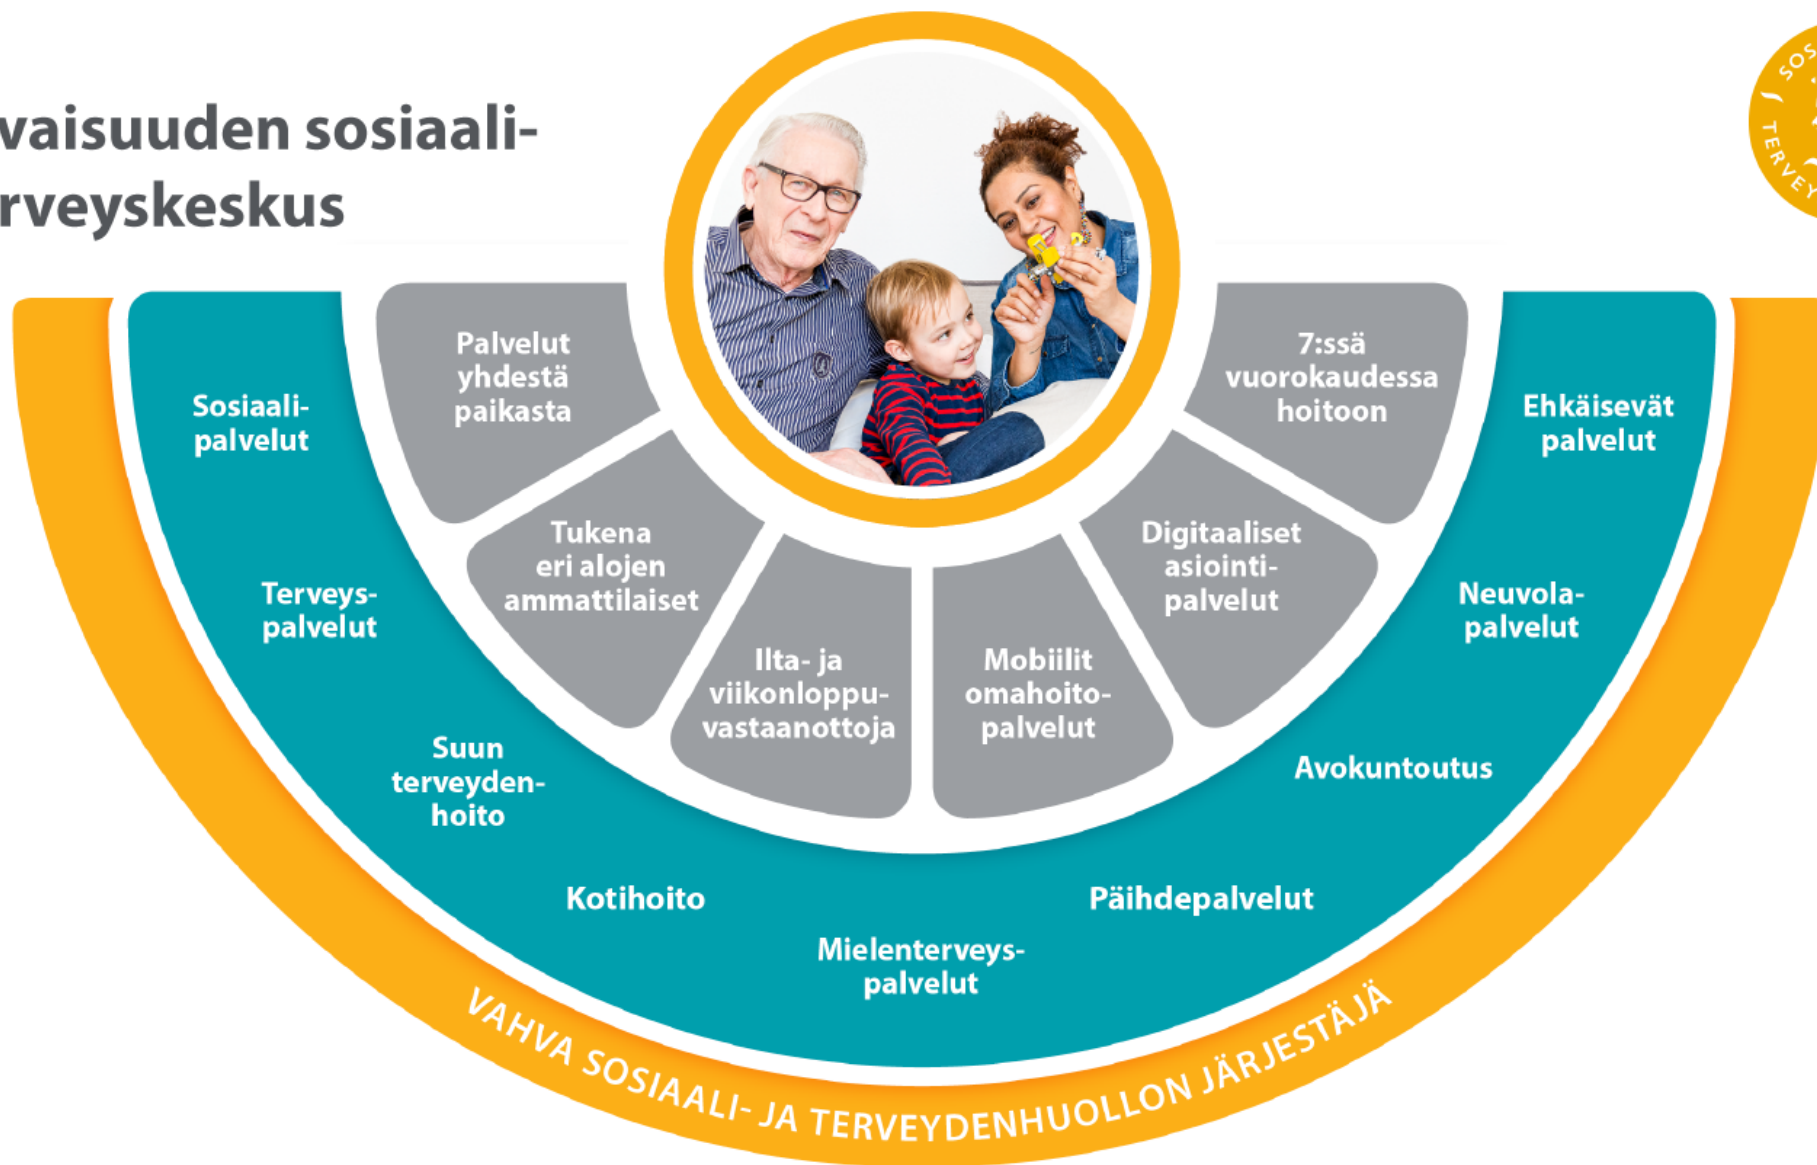 vaisuuden sosiaali-
rveyskeskus
SOS
TERVEY
Palvelut
yhdestä
paikasta
Tukena
eri alojen
ammattilaiset
Ilta- ja
viikonloppu-
vastaanottoja
Mobiilit
omahoito-
palvelut
Digitaaliset
asiointi-
palvelut
7:ssä
vuorokaudessa
hoitoon
Sosiaali-
palvelut
Terveys-
palvelut
Suun
terveyden-
hoito
Kotihoito
Mielenterveys-
palvelut
Päihdepalvelut
Avokuntoutus
Neuvola-
palvelut
Ehkäisevät
palvelut
VAHVA SOSIAALI- JA TERVEYDENHUOLLON JÄRJESTÄJÄ